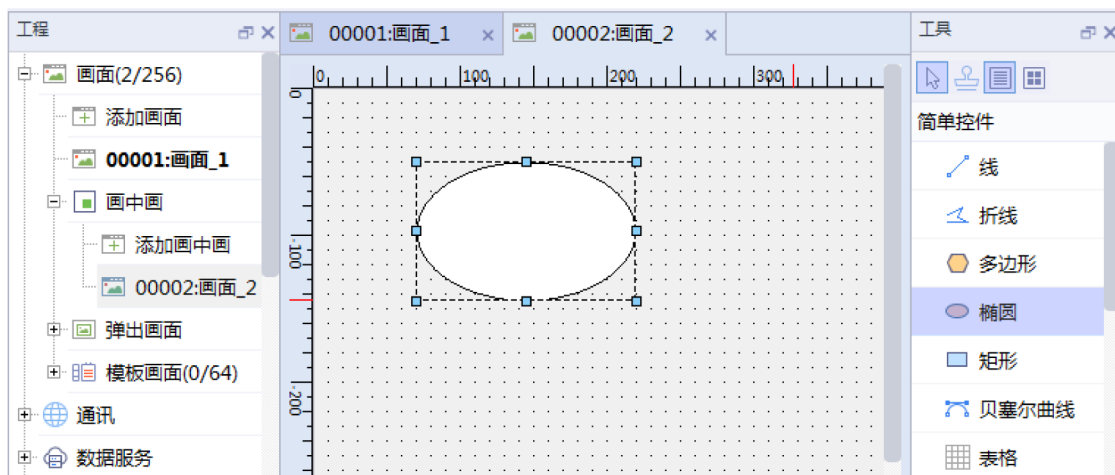 工程
画面(2/256)
添加画面
00001:画面_1
画中画
添加画中画
00002:画面_2
弹出画面
模板画面(0/64)
通讯
数据服务
00001:画面_1
00002:画面_2
0 100 200 300
0
100
200
工具
简单控件
线
折线
多边形
椭圆
矩形
贝塞尔曲线
表格